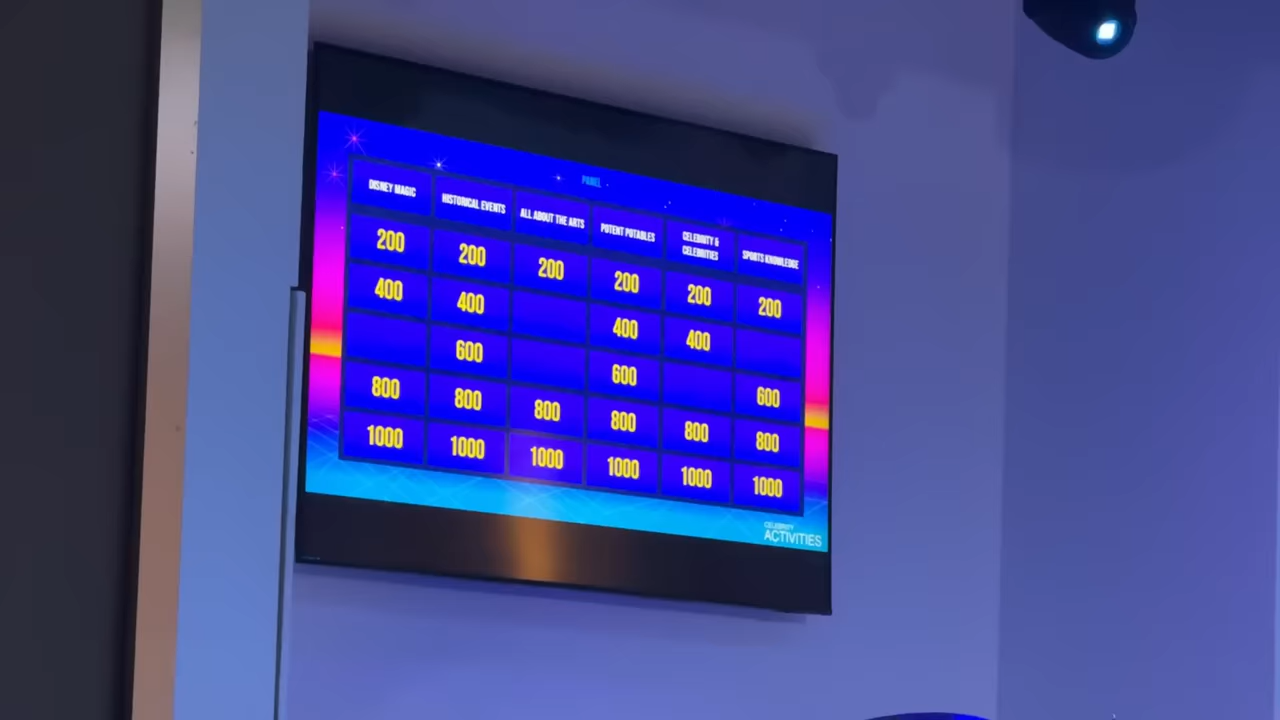 PANEL
DISNEY MAGIC HISTORICAL EVENTS ALL ABOUT THE ARTS POTENT POTABLES CELEBRITY & CELEBRITIES SPORTS KNOWLEDGE
200 200 200 200 200 200
400 400 400 400
600 600 600
800 800 800 800 800 800
1000 1000 1000 1000 1000 1000
CELEBRITY
ACTIVITIES